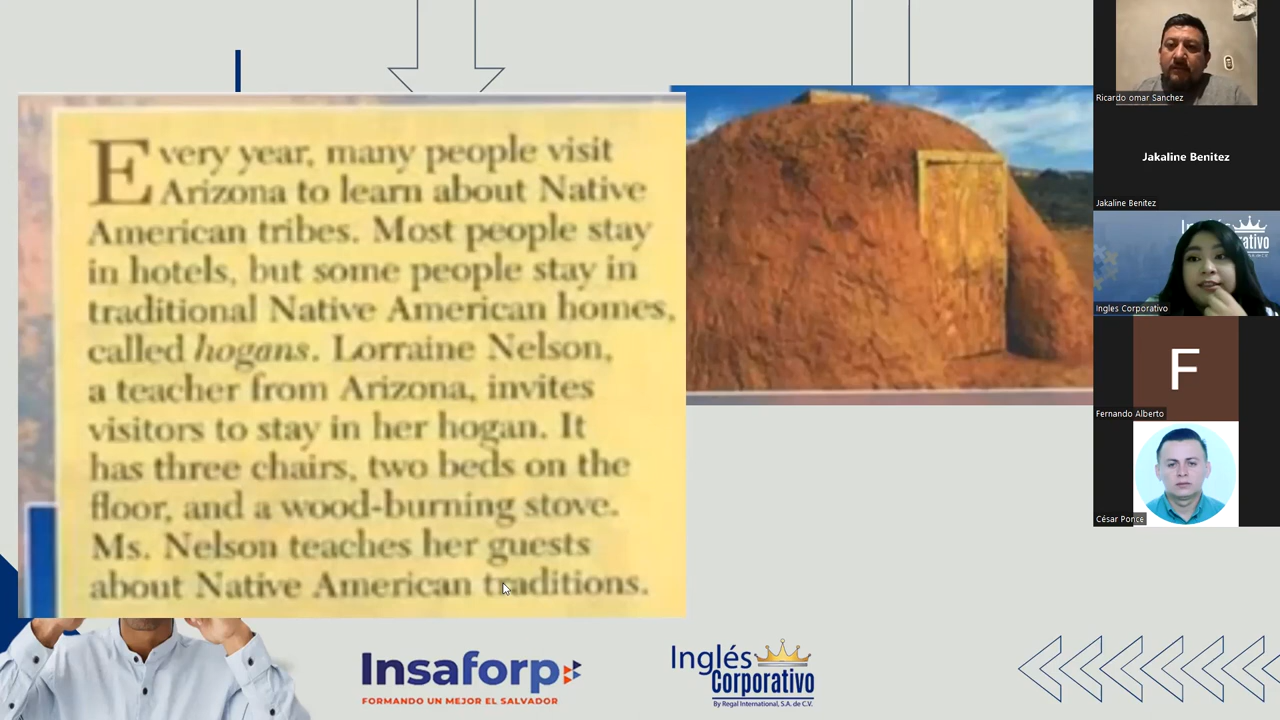 Every year, many people visit
Arizona to learn about Native
American tribes. Most people stay
in hotels, but some people stay in
traditional Native American homes,
called hogans. Lorraine Nelson,
a teacher from Arizona, invites
visitors to stay in her hogan. It
has three chairs, two beds on the
floor, and a wood-burning stove.
Ms. Nelson teaches her guests
about Native American traditions.
Insaforp
FORMANDO UN MEJOR EL SALVADOR
Inglés
Corporativo
By Regal International, S.A. de C.V.
Ricardo omar Sanchez
Jakaline Benitez
Jakaline Benitez
Ingles Corporativo
F
Fernando Alberto
César Ponce